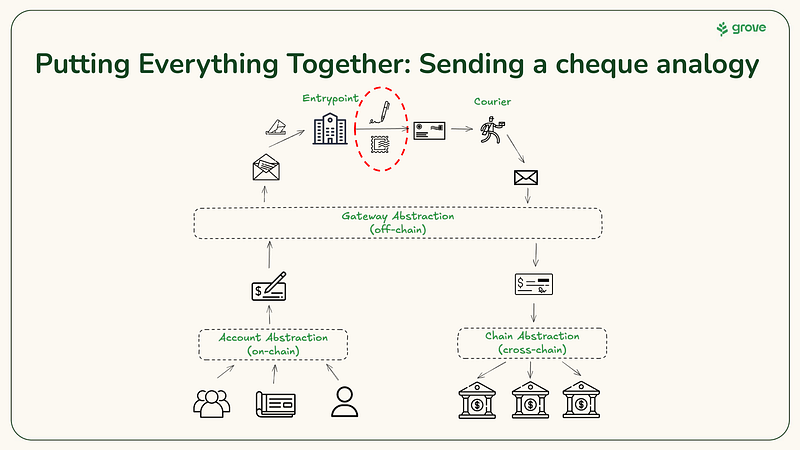 grove
Putting Everything Together: Sending a cheque analogy
Entrypoint
Courier
Gateway Abstraction
(off-chain)
Account Abstraction
(on-chain)
Chain Abstraction
(cross-chain)